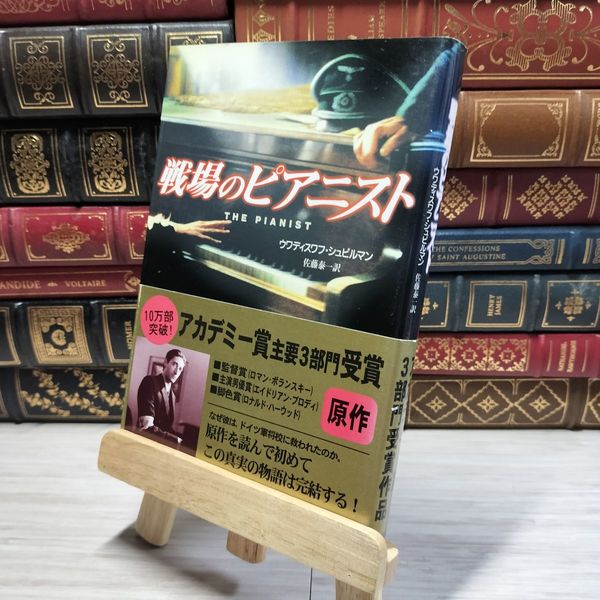 戦場のピアニスト
THE PIANIST
ウワディスワフ・シュピルマン
佐藤泰一訳
10万部
突破!
アカデミー賞主要3部門受賞
■監督賞(ロマン・ポランスキー)
■主演男優賞(エイドリアン・ブロディ)
■脚色賞(ロナルド・ハーウッド)
原作
なぜ彼は、ドイツ軍将校に救われたのか。
原作を読んで初めて
この真実の物語は完結する!
ウワディスワフ・シュピルマン
佐藤泰一訳
3部門受賞作品
CANDIDE
VOLTAIRE
HOMER
THE CONFESSIONS
OF SAINT AUGUSTINE
HENRY
JAMES